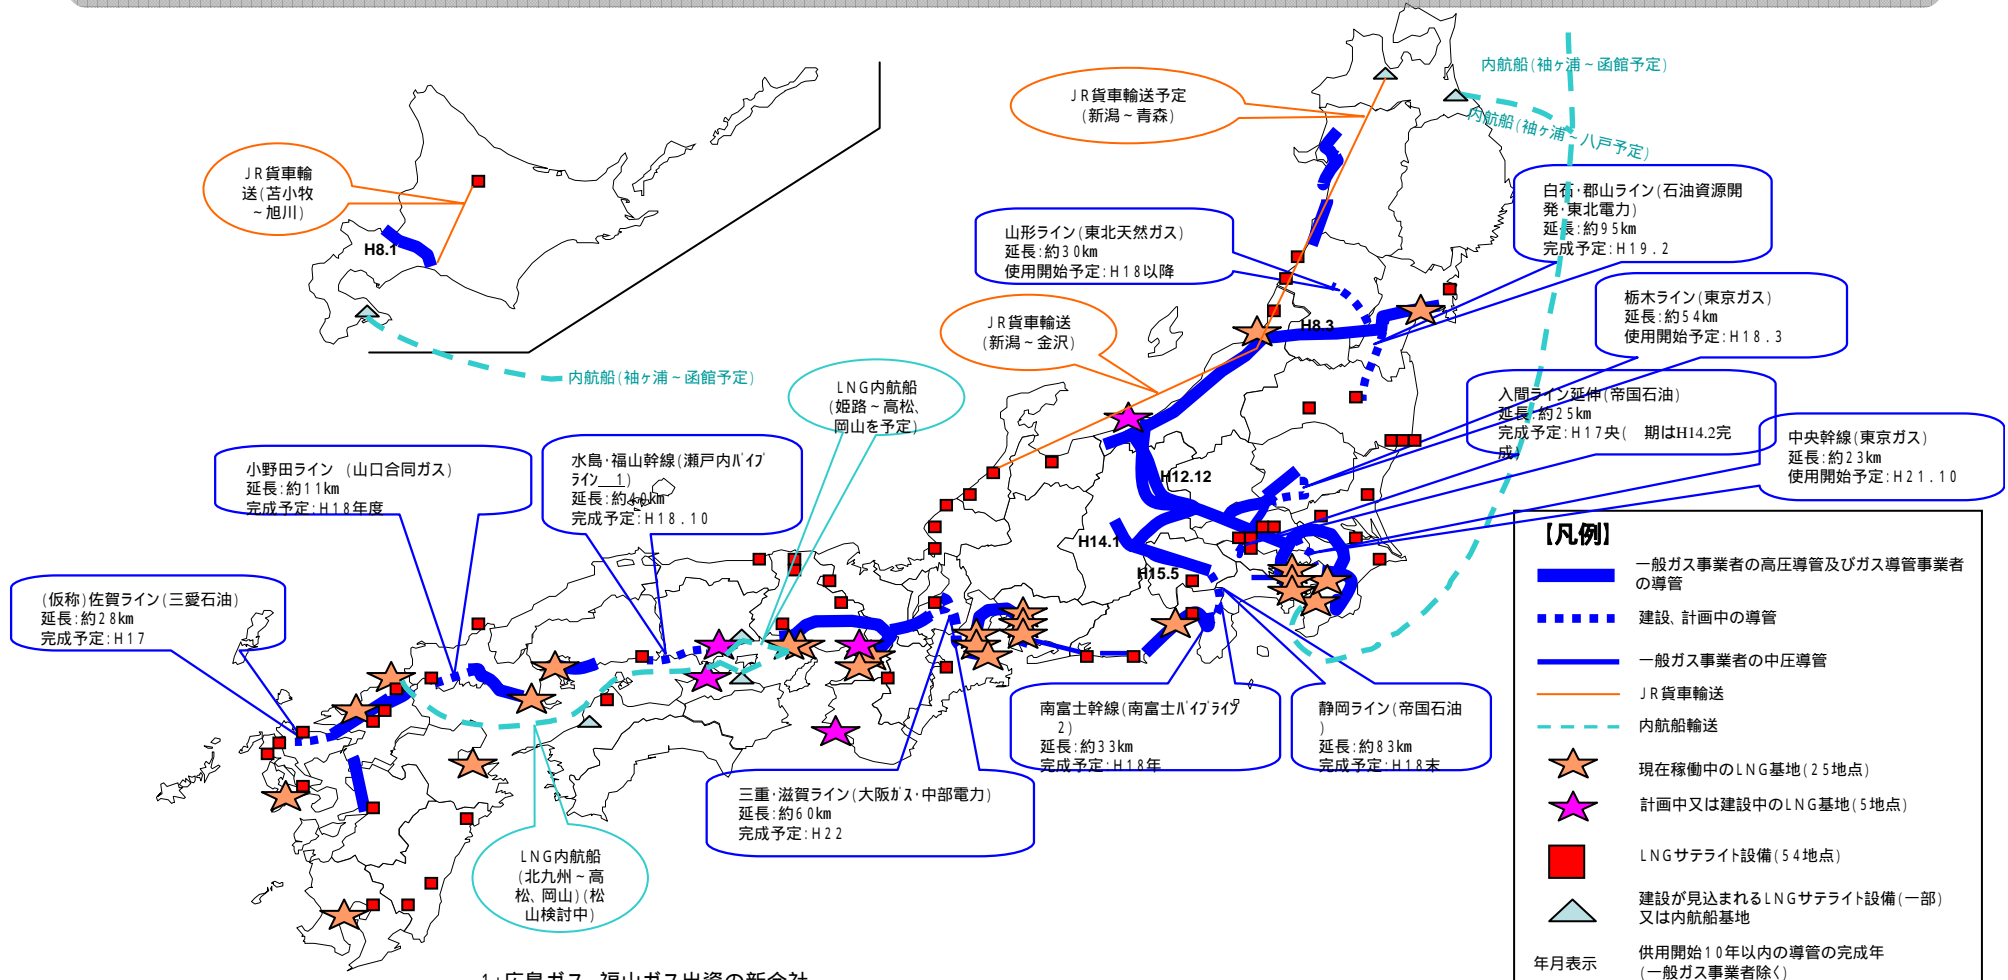 内航船(袖ヶ浦～函館予定)
JR貨車輸送予定
(新潟～青森)
内航船(袖ヶ浦～八戸予定)
JR貨車輸
送(苫小牧
～旭川)
H8.1
白石・郡山ライン(石油資源開
発・東北電力)
延長:約95km
完成予定:H19.2
山形ライン(東北天然ガス)
延長:約30km
使用開始予定:H18以降
栃木ライン(東京ガス)
延長:約54km
使用開始予定:H18.3
JR貨車輸送
(新潟～金沢)
H8.3
内航船(袖ヶ浦～函館予定)
LNG内航船
(姫路～高松、
岡山を予定)
入間ライン延伸(帝国石油)
延長:約25km
完成予定:H17央( 期はH14.2完
成)
中央幹線(東京ガス)
延長:約23km
使用開始予定:H21.10
小野田ライン (山口合同ガス)
延長:約11km
完成予定:H18年度
水島・福山幹線(瀬戸内パイプ
ライン 1)
延長:約40km
完成予定:H18.10
H12.12
H14.1
H15.5
(仮称)佐賀ライン(三愛石油)
延長:約28km
完成予定:H17
南富士幹線(南富士パイプライン
2)
延長:約33km
完成予定:H18年
静岡ライン(帝国石油
)
延長:約83km
完成予定:H18末
三重・滋賀ライン(大阪ガス・中部電力)
延長:約60km
完成予定:H22
LNG内航船
(北九州～高
松、岡山)(松
山検討中)
【凡例】
一般ガス事業者の高圧導管及びガス導管事業者
の導管
建設、計画中の導管
一般ガス事業者の中圧導管
JR貨車輸送
内航船輸送
現在稼働中のLNG基地(25地点)
計画中又は建設中のLNG基地(5地点)
LNGサテライト設備(54地点)
建設が見込まれるLNGサテライト設備(一部)
又は内航船基地
年月表示 供用開始10年以内の導管の完成年
(一般ガス事業者除く)
1:広島ガス、福山ガス出資の新会社